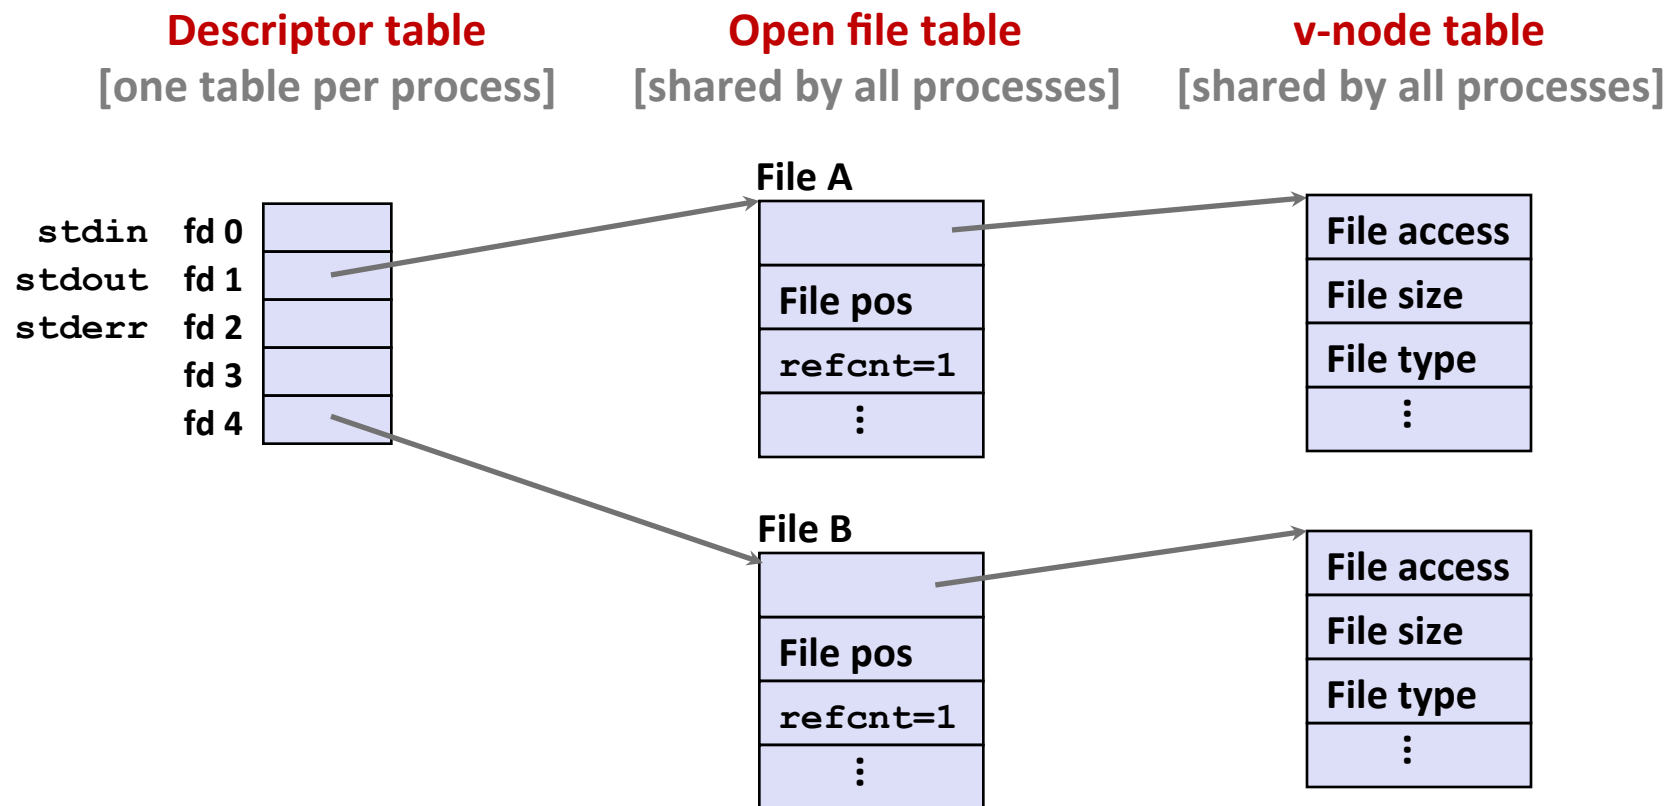 Descriptor table
[one table per process]
Open file table
[shared by all processes]
v-node table
[shared by all processes]
stdin fd 0
stdout fd 1
stderr fd 2
fd 3
fd 4
File A
File pos
refcnt=1
⋮
File access
File size
File type
⋮
File B
File pos
refcnt=1
⋮
File access
File size
File type
⋮